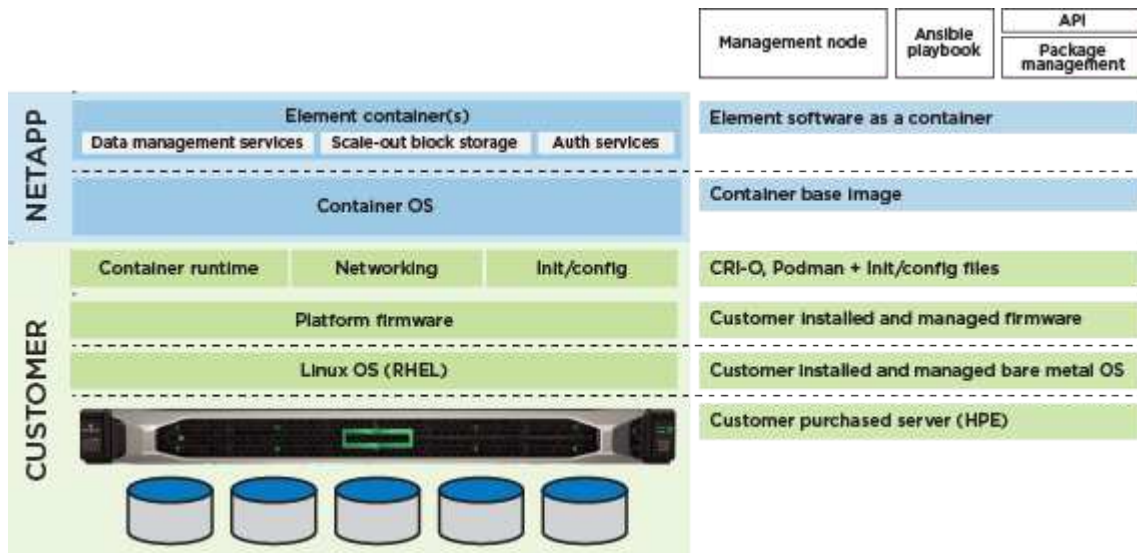 Management node
Ansible
playbook
API
Package
management
NETAPP
Element container(s)
Data management services
Scale-out block storage
Auth services
Element software as a container
Container OS
Container base image
CUSTOMER
Container runtime
Networking
Init/config
CRI-O, Podman + Init/config files
Platform firmware
Customer installed and managed firmware
Linux OS (RHEL)
Customer installed and managed bare metal OS
Customer purchased server (HPE)